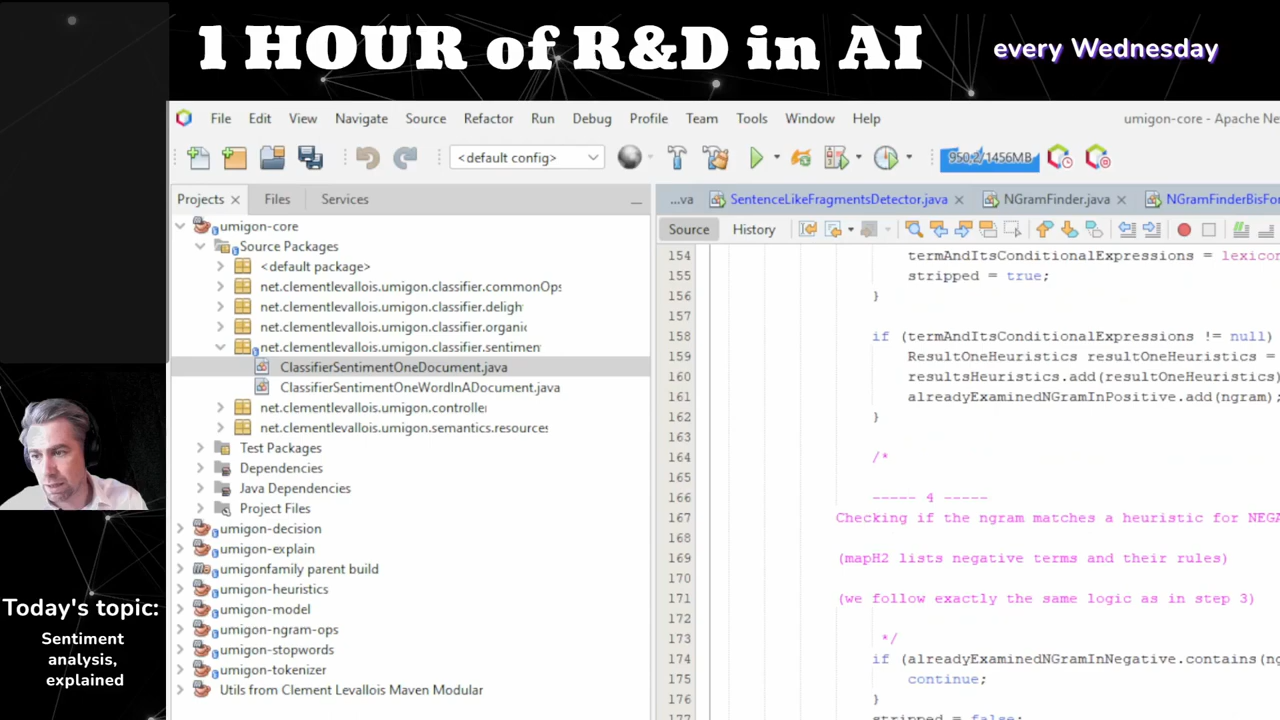 1 HOUR of R&D in AI
every Wednesday
File Edit View Navigate Source Refactor Run Debug Profile Team Tools Window Help
umigon-core - Apache Ne
<default config>
950,2/1456MB
Projects Files Services
...va SentenceLikeFragmentsDetector.java NGramFinder.java NGramFinderBisFor
Source History
umigon-core
Source Packages
<default package>
net.clementlevallois.umigon.classifier.commonOps
net.clementlevallois.umigon.classifier.deligh
net.clementlevallois.umigon.classifier.organic
net.clementlevallois.umigon.classifier.sentimen
ClassifierSentimentOneDocument.java
ClassifierSentimentOneWordInADocument.java
net.clementlevallois.umigon.controlle
net.clementlevallois.umigon.semantics.resources
Test Packages
Dependencies
Java Dependencies
Project Files
umigon-decision
umigon-explain
umigonfamily parent build
umigon-heuristics
umigon-model
umigon-ngram-ops
umigon-stopwords
umigon-tokenizer
Utils from Clement Levallois Maven Modular
154 termAndItsConditionalExpressions = lexico
155 stripped = true;
156 }
157
158 if (termAndItsConditionalExpressions != null)
159 ResultOneHeuristics resultOneHeuristics =
160 resultsHeuristics.add(resultOneHeuristics)
161 alreadyExaminedNGramInPositive.add(ngram);
162 }
163
164 /*
165
166 ----- 4 -----
167 Checking if the ngram matches a heuristic for NEGA
168
169 (mapH2 lists negative terms and their rules)
170
171 (we follow exactly the same logic as in step 3)
172
173 */
174 if (alreadyExaminedNGramInNegative.contains(ng
175 continue;
176 }
177 stripped = false;
Today's topic:
Sentiment
analysis,
explained